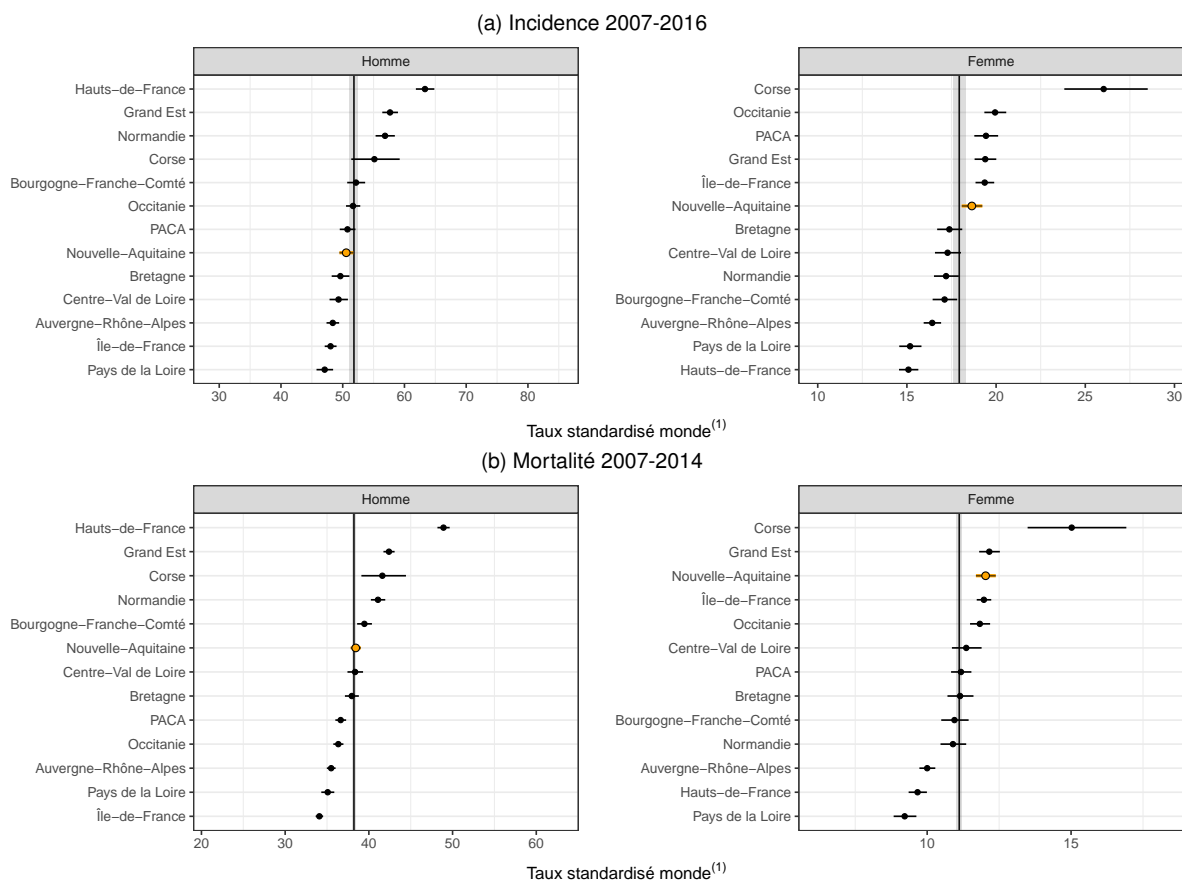 (a) Incidence 2007-2016
Homme
Hauts−de−France
Grand Est
Normandie
Corse
Bourgogne−Franche−Comté
Occitanie
PACA
Nouvelle−Aquitaine
Bretagne
Centre−Val de Loire
Auvergne−Rhône−Alpes
Île−de−France
Pays de la Loire
30 40 50 60 70 80
Femme
Corse
Occitanie
PACA
Grand Est
Île−de−France
Nouvelle−Aquitaine
Bretagne
Centre−Val de Loire
Normandie
Bourgogne−Franche−Comté
Auvergne−Rhône−Alpes
Pays de la Loire
Hauts−de−France
10 15 20 25 30
Taux standardisé monde(1)
(b) Mortalité 2007-2014
Homme
Hauts−de−France
Grand Est
Corse
Normandie
Bourgogne−Franche−Comté
Nouvelle−Aquitaine
Centre−Val de Loire
Bretagne
PACA
Occitanie
Auvergne−Rhône−Alpes
Pays de la Loire
Île−de−France
20 30 40 50 60
Femme
Corse
Grand Est
Nouvelle−Aquitaine
Île−de−France
Occitanie
Centre−Val de Loire
PACA
Bretagne
Bourgogne−Franche−Comté
Normandie
Auvergne−Rhône−Alpes
Hauts−de−France
Pays de la Loire
10 15
Taux standardisé monde(1)